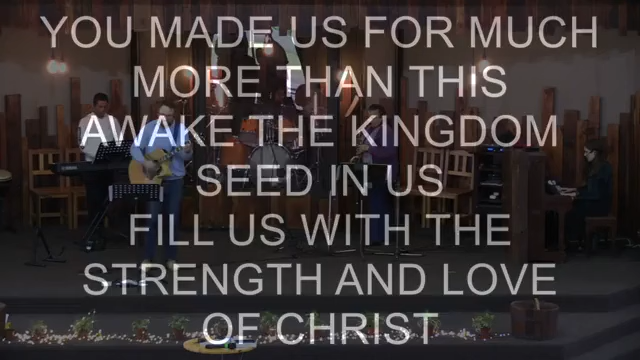 YOU MADE US FOR MUCH
MORE THAN THIS
AWAKE THE KINGDOM
SEED IN US
FILL US WITH THE
STRENGTH AND LOVE
OF CHRIST